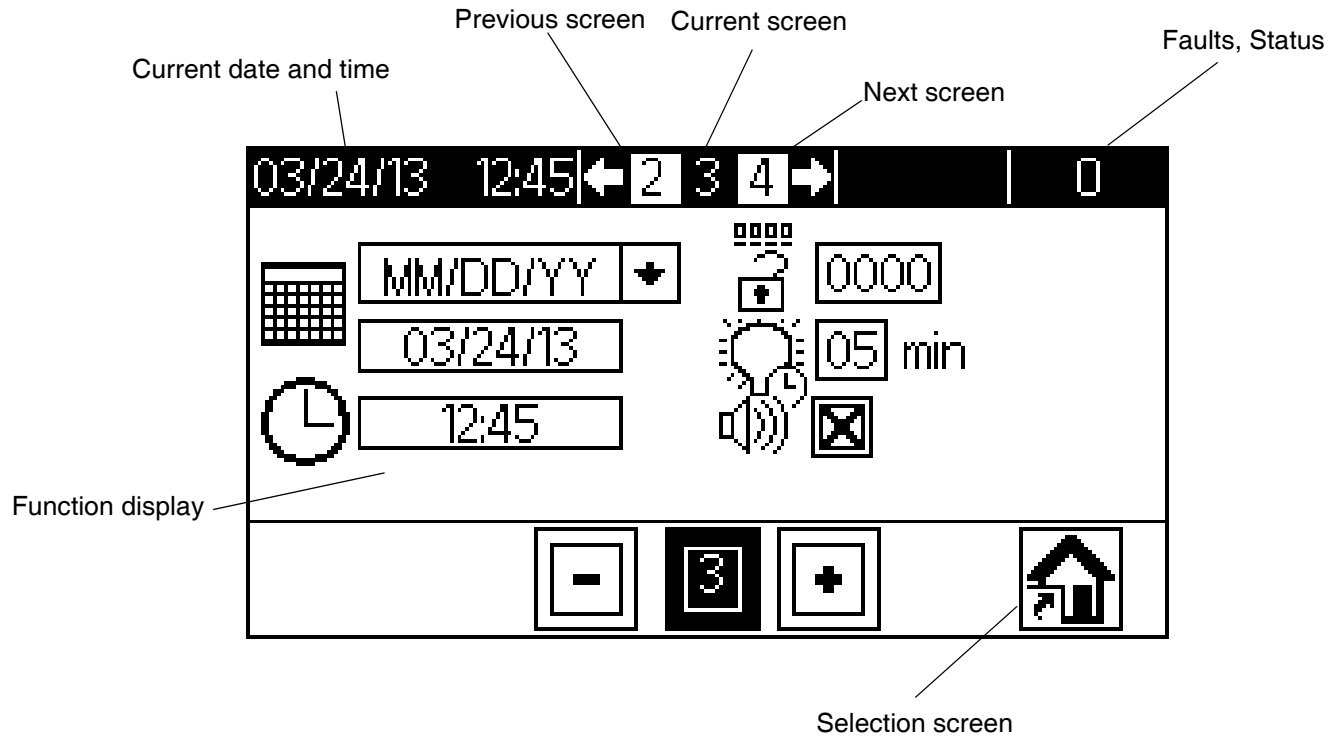 Previous screen
Current screen
Faults, Status
Current date and time
Next screen
03/24/13 12:45 2 3 4 0
MM/DD/YY
0000
03/24/13
05 min
12:45
Function display
- 3 +
Selection screen